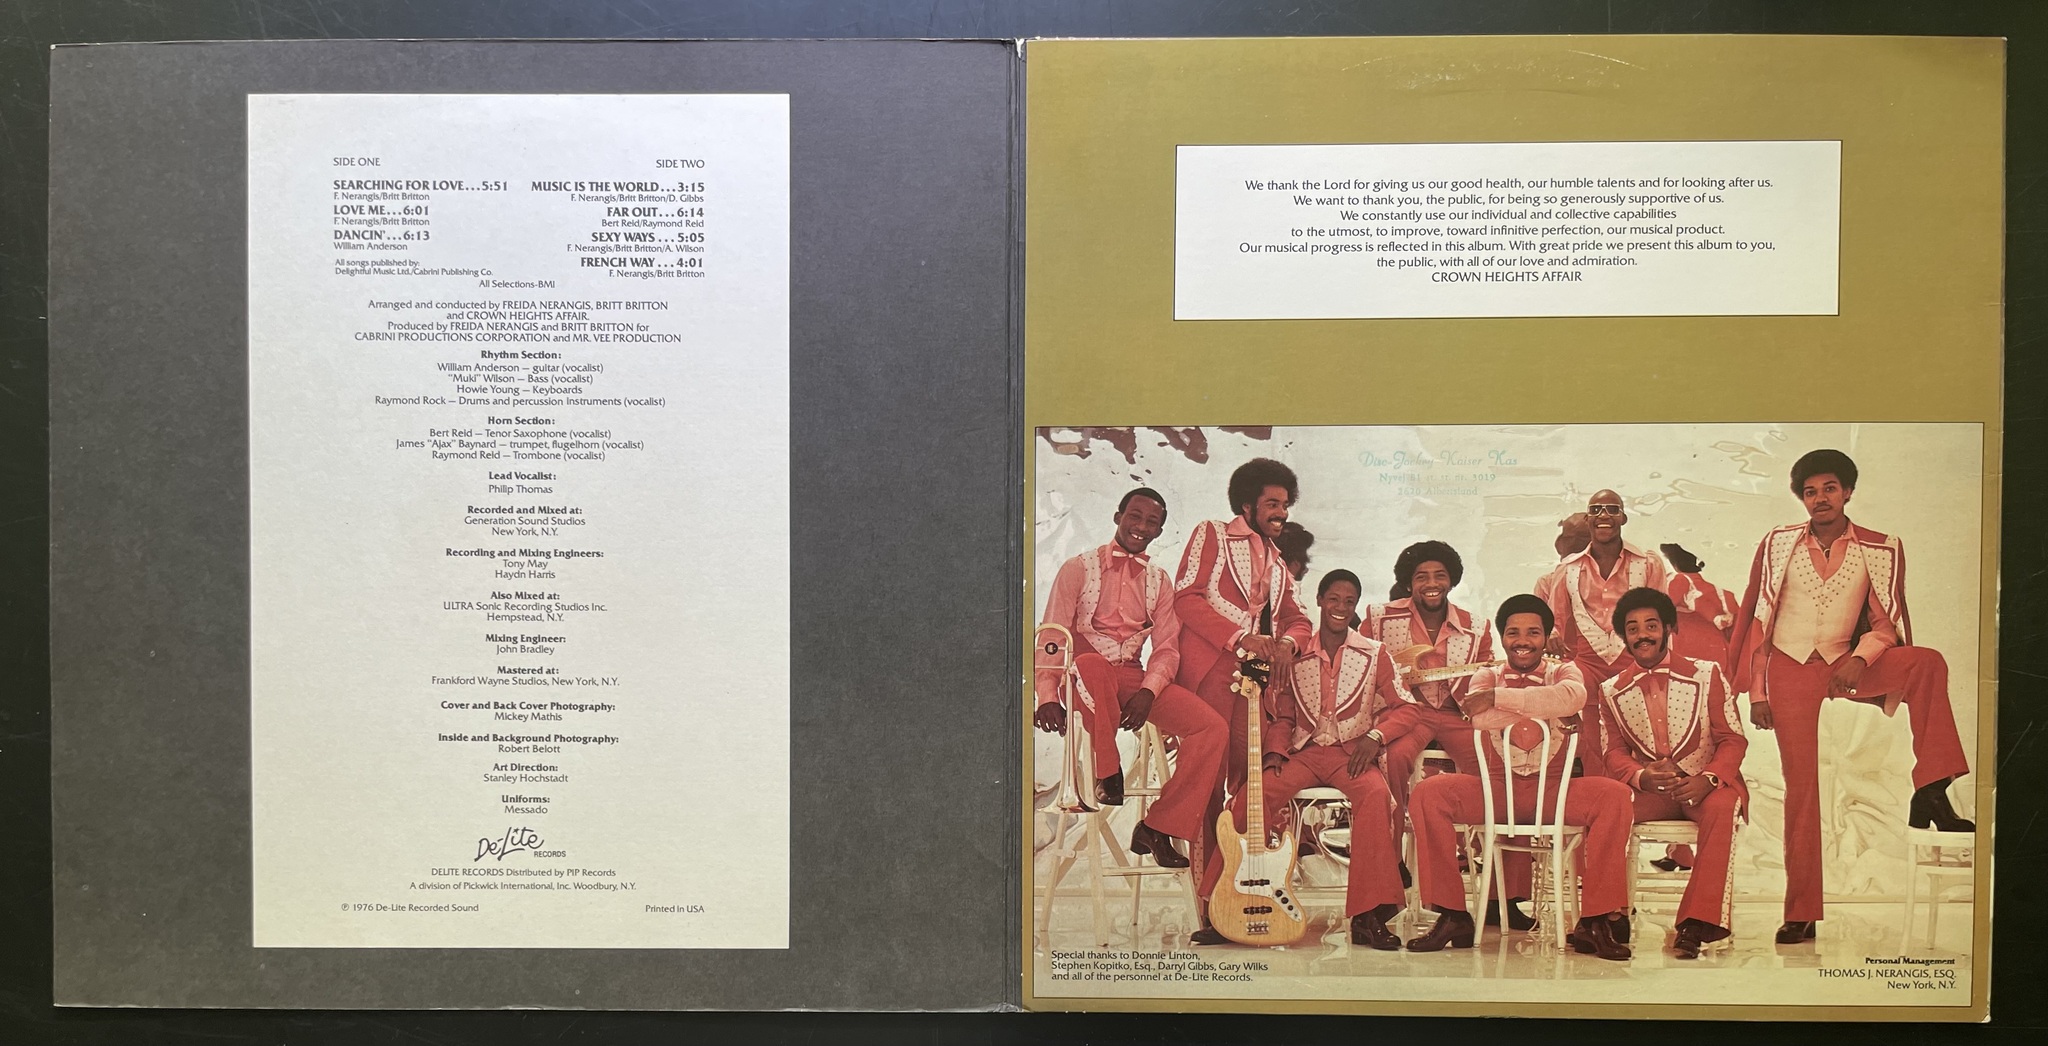 SIDE ONE
SEARCHING FOR LOVE...5:51
F. Nerangis/Britt Britton
LOVE ME...6:01
F. Nerangis/Britt Britton
DANCIN'...6:13
William Anderson
All songs published by:
Delightful Music Ltd./Cabrini Publishing Co.
SIDE TWO
MUSIC IS THE WORLD...3:15
F. Nerangis/Britt Britton/D. Gibbs
FAR OUT...6:14
Bert Reid/Raymond Reid
SEXY WAYS...5:05
F. Nerangis/Britt Britton/A. Wilson
FRENCH WAY...4:01
F. Nerangis/Britt Britton
All Selections-BMI
Arranged and conducted by FREIDA NERANGIS, BRITT BRITTON
and CROWN HEIGHTS AFFAIR.
Produced by FREIDA NERANGIS and BRITT BRITTON for
CABRINI PRODUCTIONS CORPORATION and MR. VEE PRODUCTION
Rhythm Section:
William Anderson — guitar (vocalist)
"Muki" Wilson — Bass (vocalist)
Howie Young — Keyboards
Raymond Rock — Drums and percussion instruments (vocalist)
Horn Section:
Bert Reid — Tenor Saxophone (vocalist)
James "Ajax" Baynard — trumpet, flugelhorn (vocalist)
Raymond Reid — Trombone (vocalist)
Lead Vocalist:
Philip Thomas
Recorded and Mixed at:
Generation Sound Studios
New York, N.Y.
Recording and Mixing Engineers:
Tony May
Haydn Harris
Also Mixed at:
ULTRA Sonic Recording Studios Inc.
Hempstead, N.Y.
Mixing Engineer:
John Bradley
Mastered at:
Frankford Wayne Studios, New York, N.Y.
Cover and Back Cover Photography:
Mickey Mathis
Inside and Background Photography:
Robert Belott
Art Direction:
Stanley Hochstadt
Uniforms:
Messado
De-Lite
RECORDS
DELITE RECORDS Distributed by PIP Records
A division of Pickwick International, Inc. Woodbury, N.Y.
℗ 1976 De-Lite Recorded Sound
Printed in USA
We thank the Lord for giving us our good health, our humble talents and for looking after us.
We want to thank you, the public, for being so generously supportive of us.
We constantly use our individual and collective capabilities
to the utmost, to improve, toward infinitive perfection, our musical product.
Our musical progress is reflected in this album. With great pride we present this album to you,
the public, with all of our love and admiration.
CROWN HEIGHTS AFFAIR
Disc-Jockey Kaiser Kas
2620 Albertslund
Special thanks to Donnie Linton,
Stephen Kopitko, Esq., Darryl Gibbs, Gary Wilks
and all of the personnel at De-Lite Records.
Personal Management
THOMAS J. NERANGIS, ESQ.
New York, N.Y.